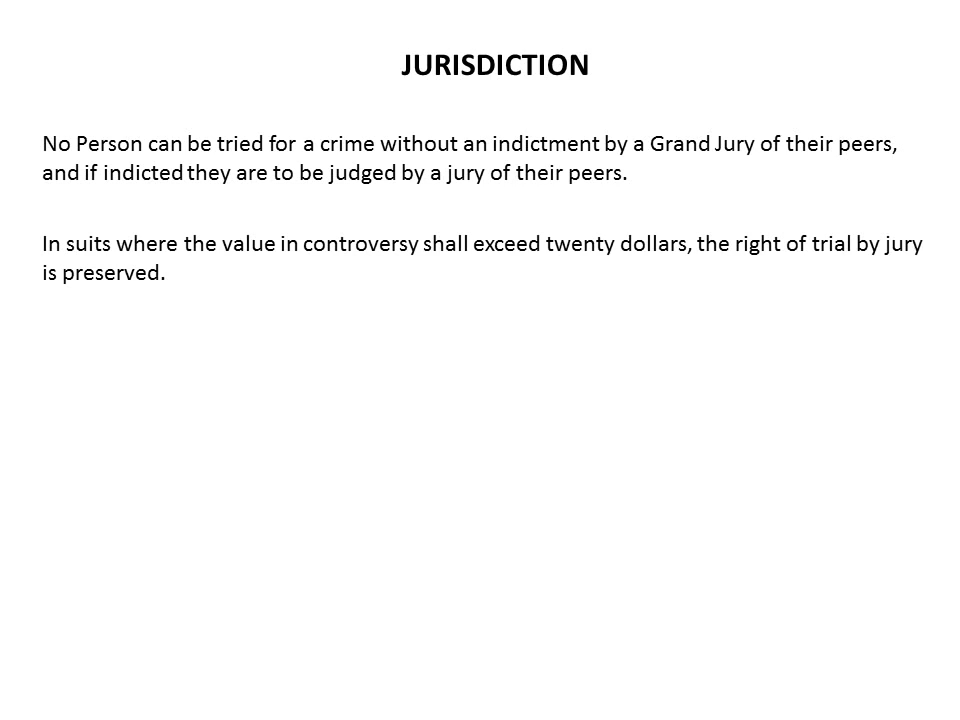 JURISDICTION
No Person can be tried for a crime without an indictment by a Grand Jury of their peers,
and if indicted they are to be judged by a jury of their peers.
In suits where the value in controversy shall exceed twenty dollars, the right of trial by jury
is preserved.